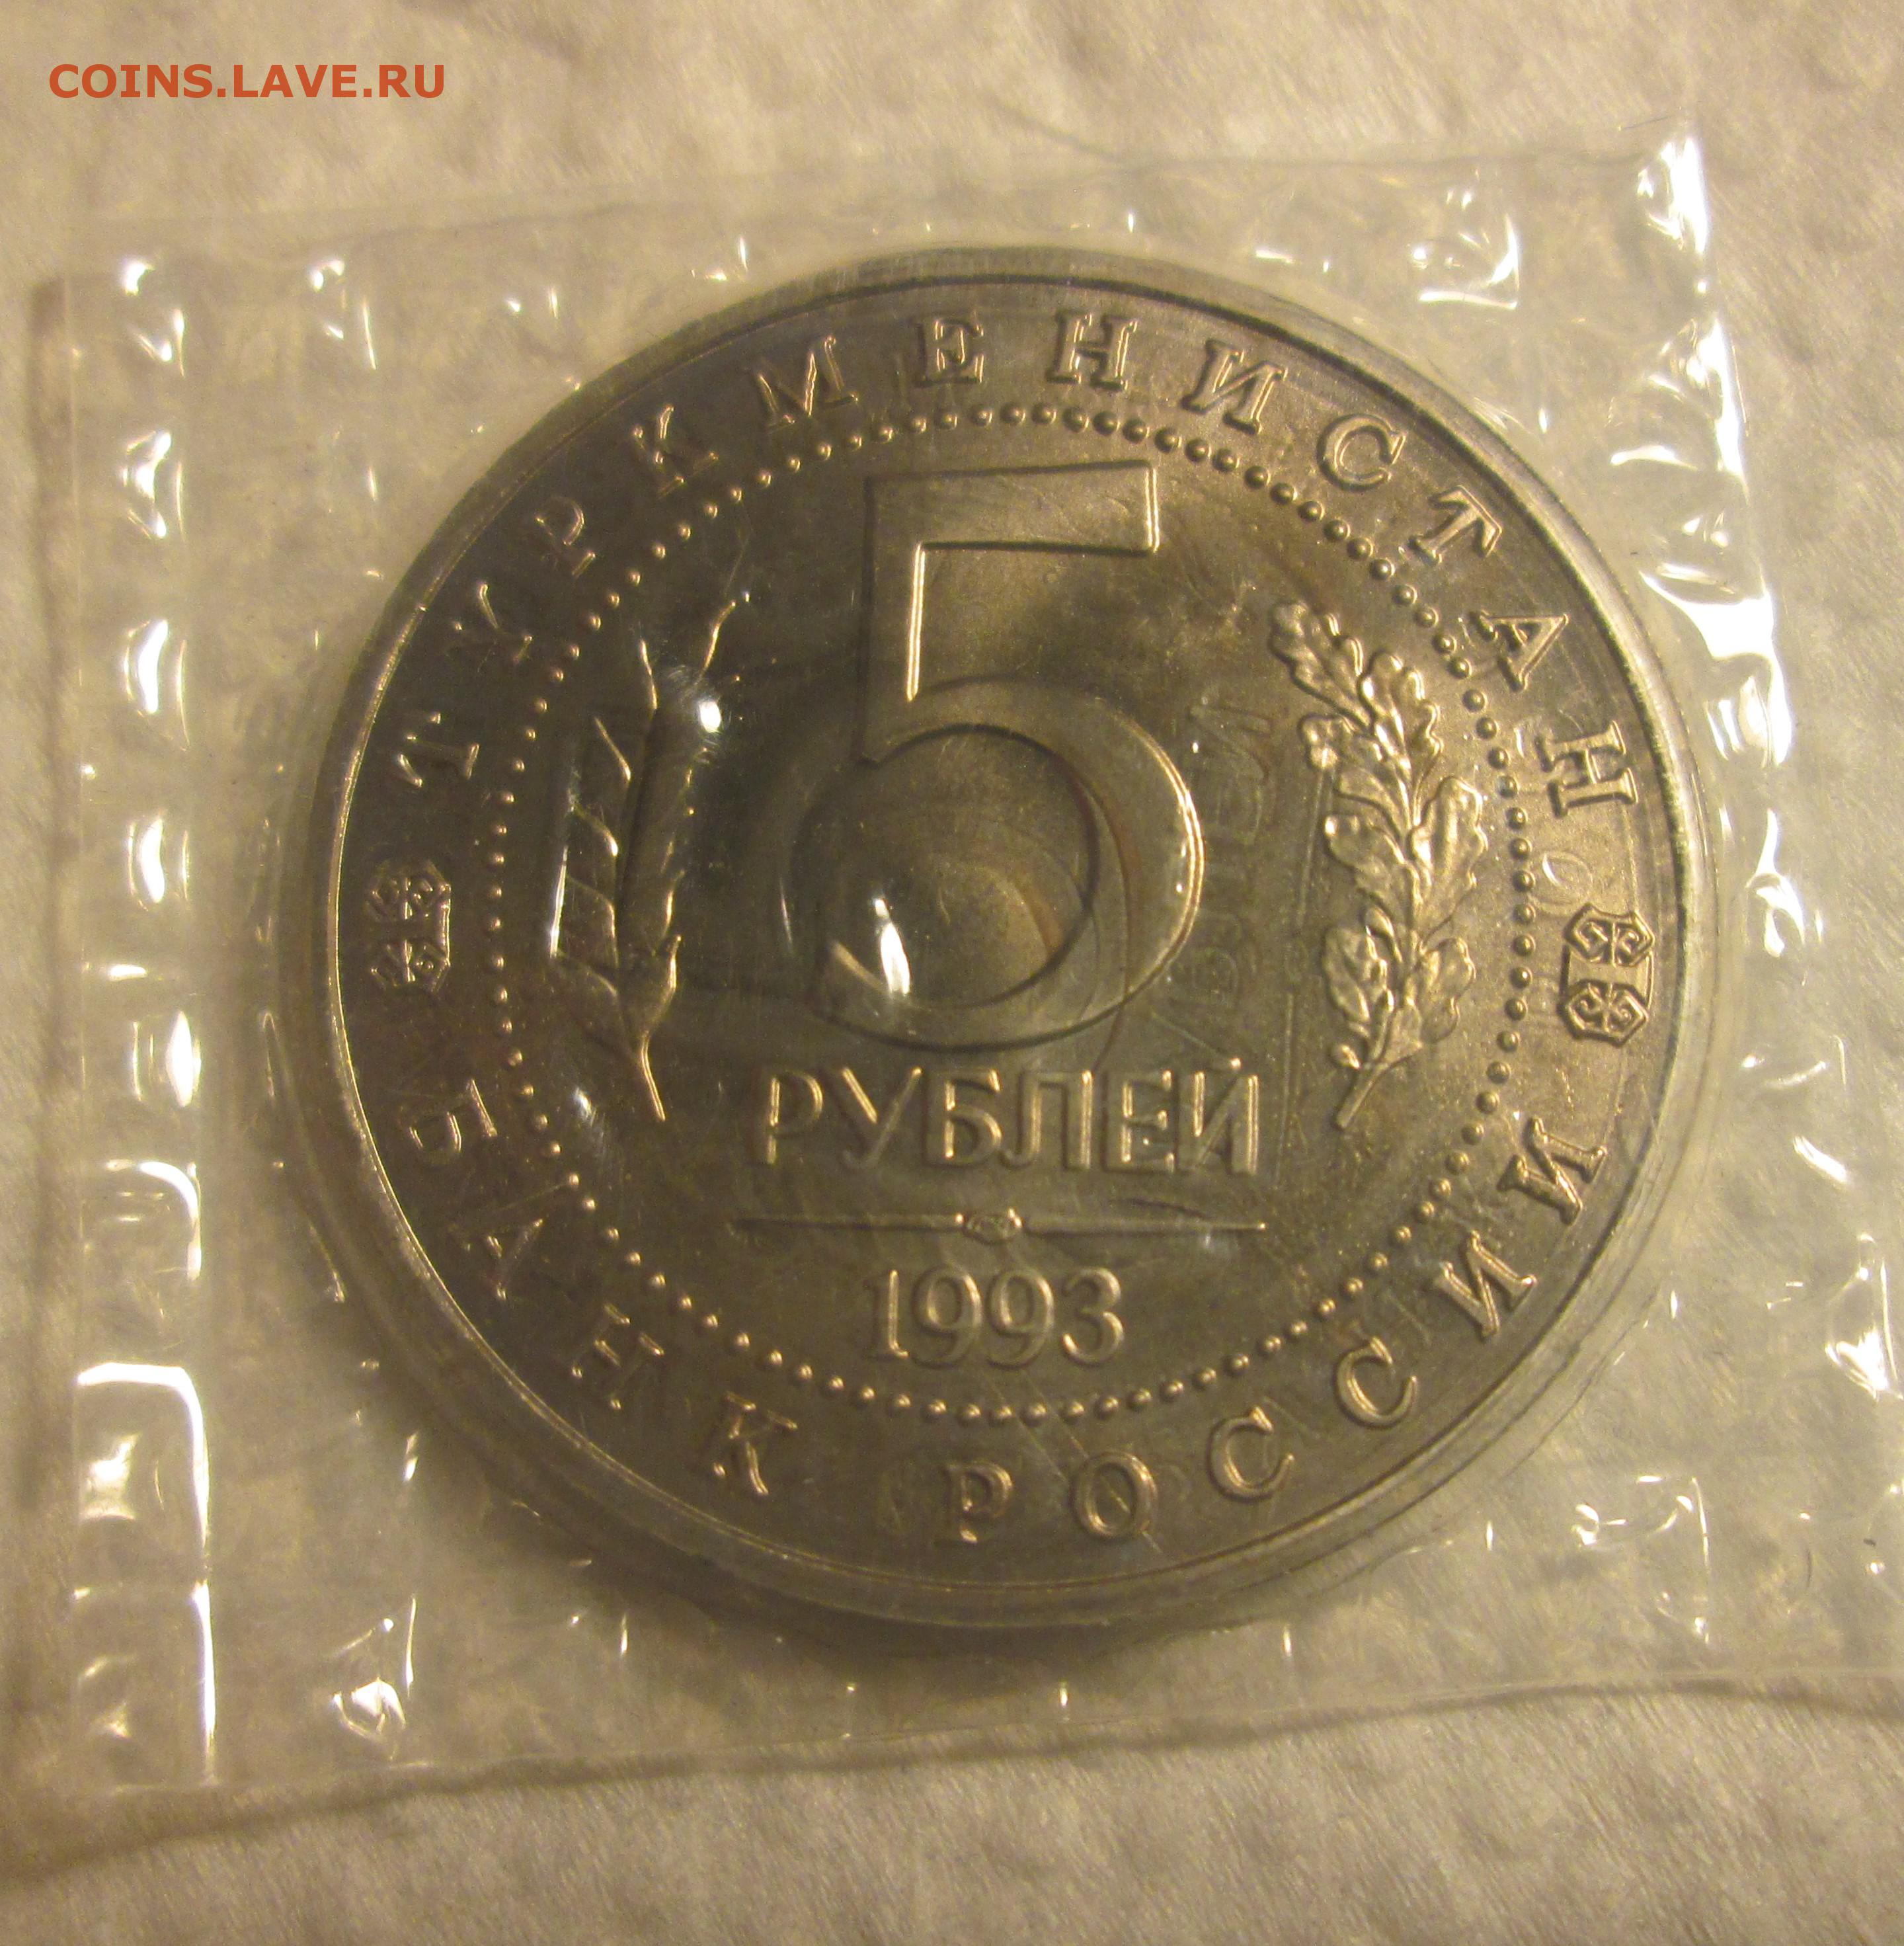 COINS.LAVE.RU
ТУРКМЕНИСТАН
5
РУБЛЕЙ
1993
БАНК РОССИИ